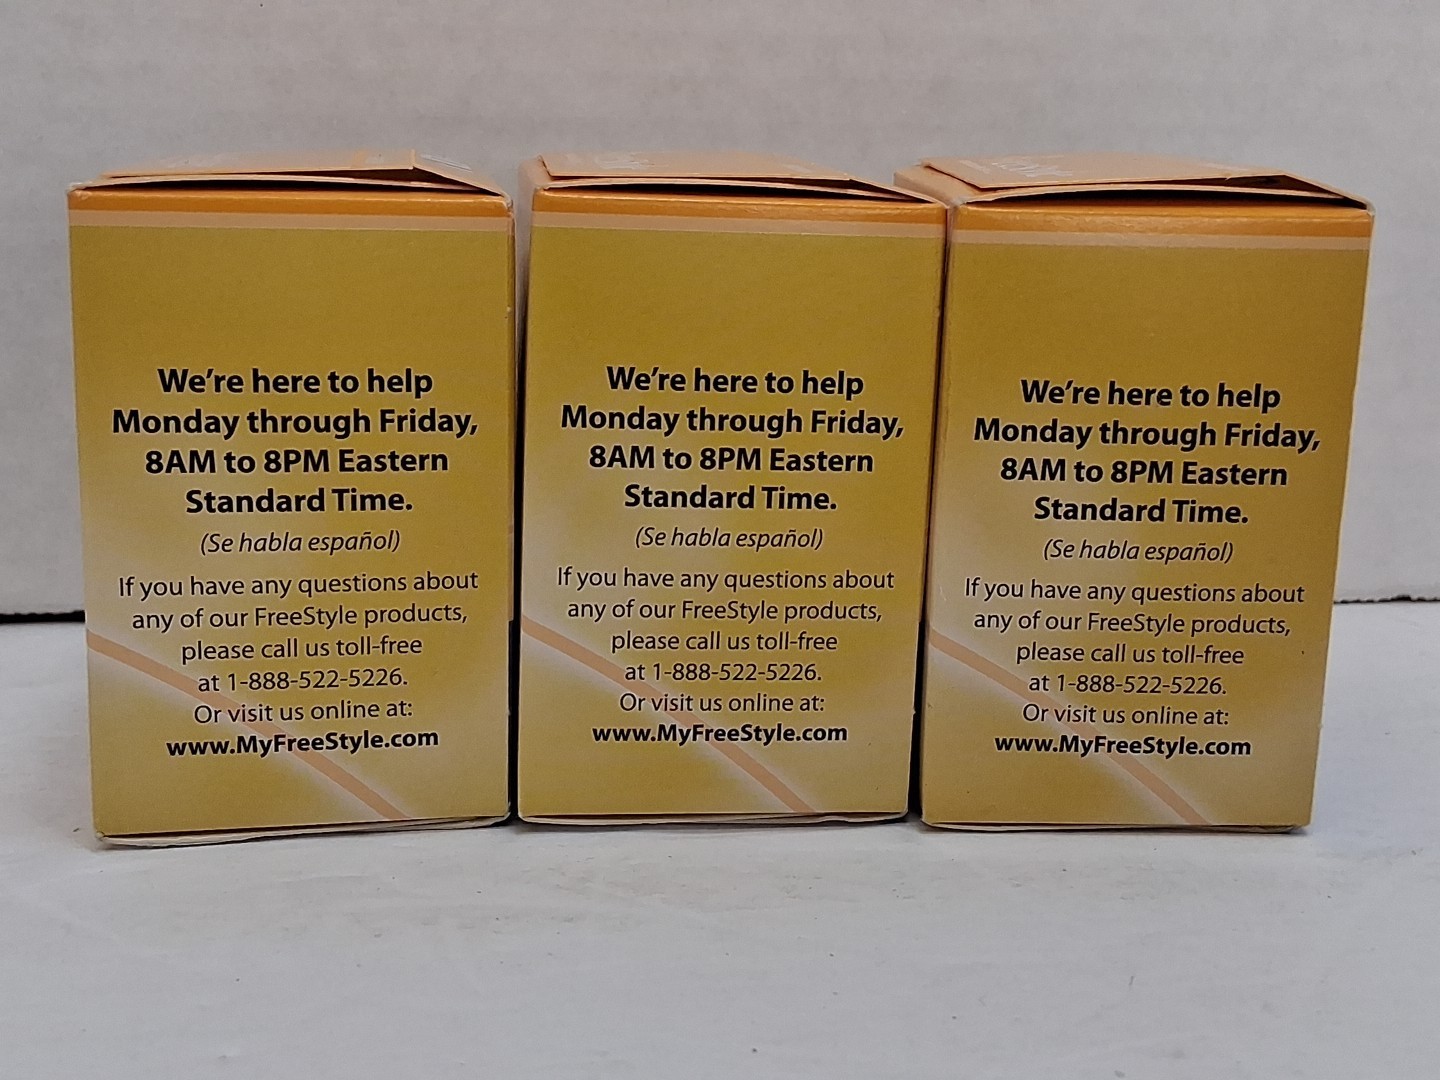 We're here to help
Monday through Friday,
8AM to 8PM Eastern
Standard Time.
(Se habla español)
If you have any questions about
any of our FreeStyle products,
please call us toll-free
at 1-888-522-5226.
Or visit us online at:
www.MyFreeStyle.com
We're here to help
Monday through Friday,
8AM to 8PM Eastern
Standard Time.
(Se habla español)
If you have any questions about
any of our FreeStyle products,
please call us toll-free
at 1-888-522-5226.
Or visit us online at:
www.MyFreeStyle.com
We're here to help
Monday through Friday,
8AM to 8PM Eastern
Standard Time.
(Se habla español)
If you have any questions about
any of our FreeStyle products,
please call us toll-free
at 1-888-522-5226.
Or visit us online at:
www.MyFreeStyle.com